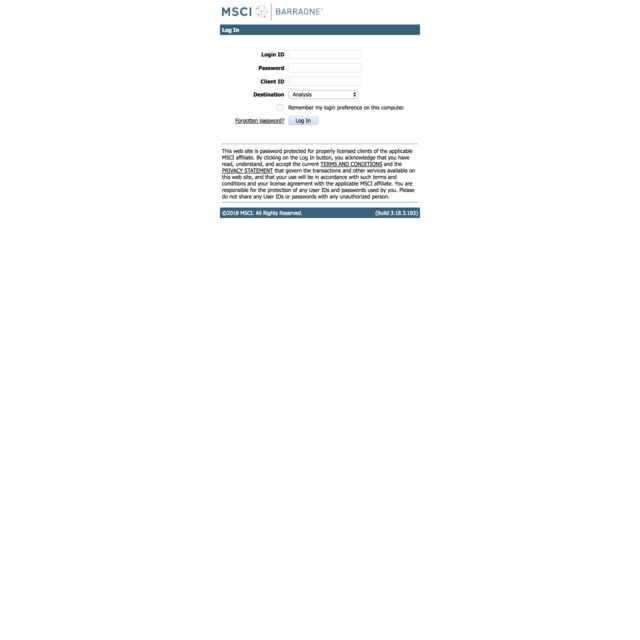 MSCI BARRAONE
Log In
Login ID
Password
Client ID
Destination Analysis
Remember my login preference on this computer.
Forgotten password? Log In
This web site is password protected for properly licensed clients of the applicable
MSCI affiliate. By clicking on the Log In button, you acknowledge that you have
read, understand, and accept the current TERMS AND CONDITIONS and the
PRIVACY STATEMENT that govern the transactions and other services available on
this web site, and that your use will be in accordance with such terms and
conditions and your license agreement with the applicable MSCI affiliate. You are
responsible for the protection of any User IDs and passwords used by you. Please
do not share any User IDs or passwords with any unauthorized person.
©2018 MSCI. All Rights Reserved. (Build 3.18.3.183)